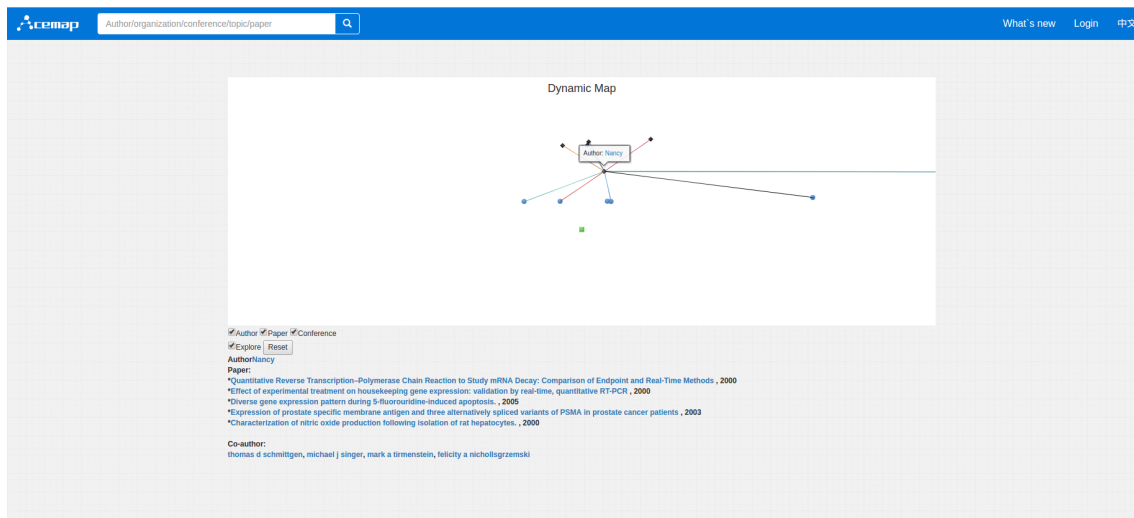 Acemap
Author/organization/conference/topic/paper
What`s new
Login
中文
Dynamic Map
Author: Nancy
Author Paper Conference
Explore Reset
AuthorNancy
Paper:
*Quantitative Reverse Transcription–Polymerase Chain Reaction to Study mRNA Decay: Comparison of Endpoint and Real-Time Methods , 2000
*Effect of experimental treatment on housekeeping gene expression: validation by real-time, quantitative RT-PCR , 2000
*Diverse gene expression pattern during 5-fluorouridine-induced apoptosis. , 2005
*Expression of prostate specific membrane antigen and three alternatively spliced variants of PSMA in prostate cancer patients , 2003
*Characterization of nitric oxide production following isolation of rat hepatocytes. , 2000
Co-author:
thomas d schmittgen, michael j singer, mark a tirmenstein, felicity a nichollsgrzemski